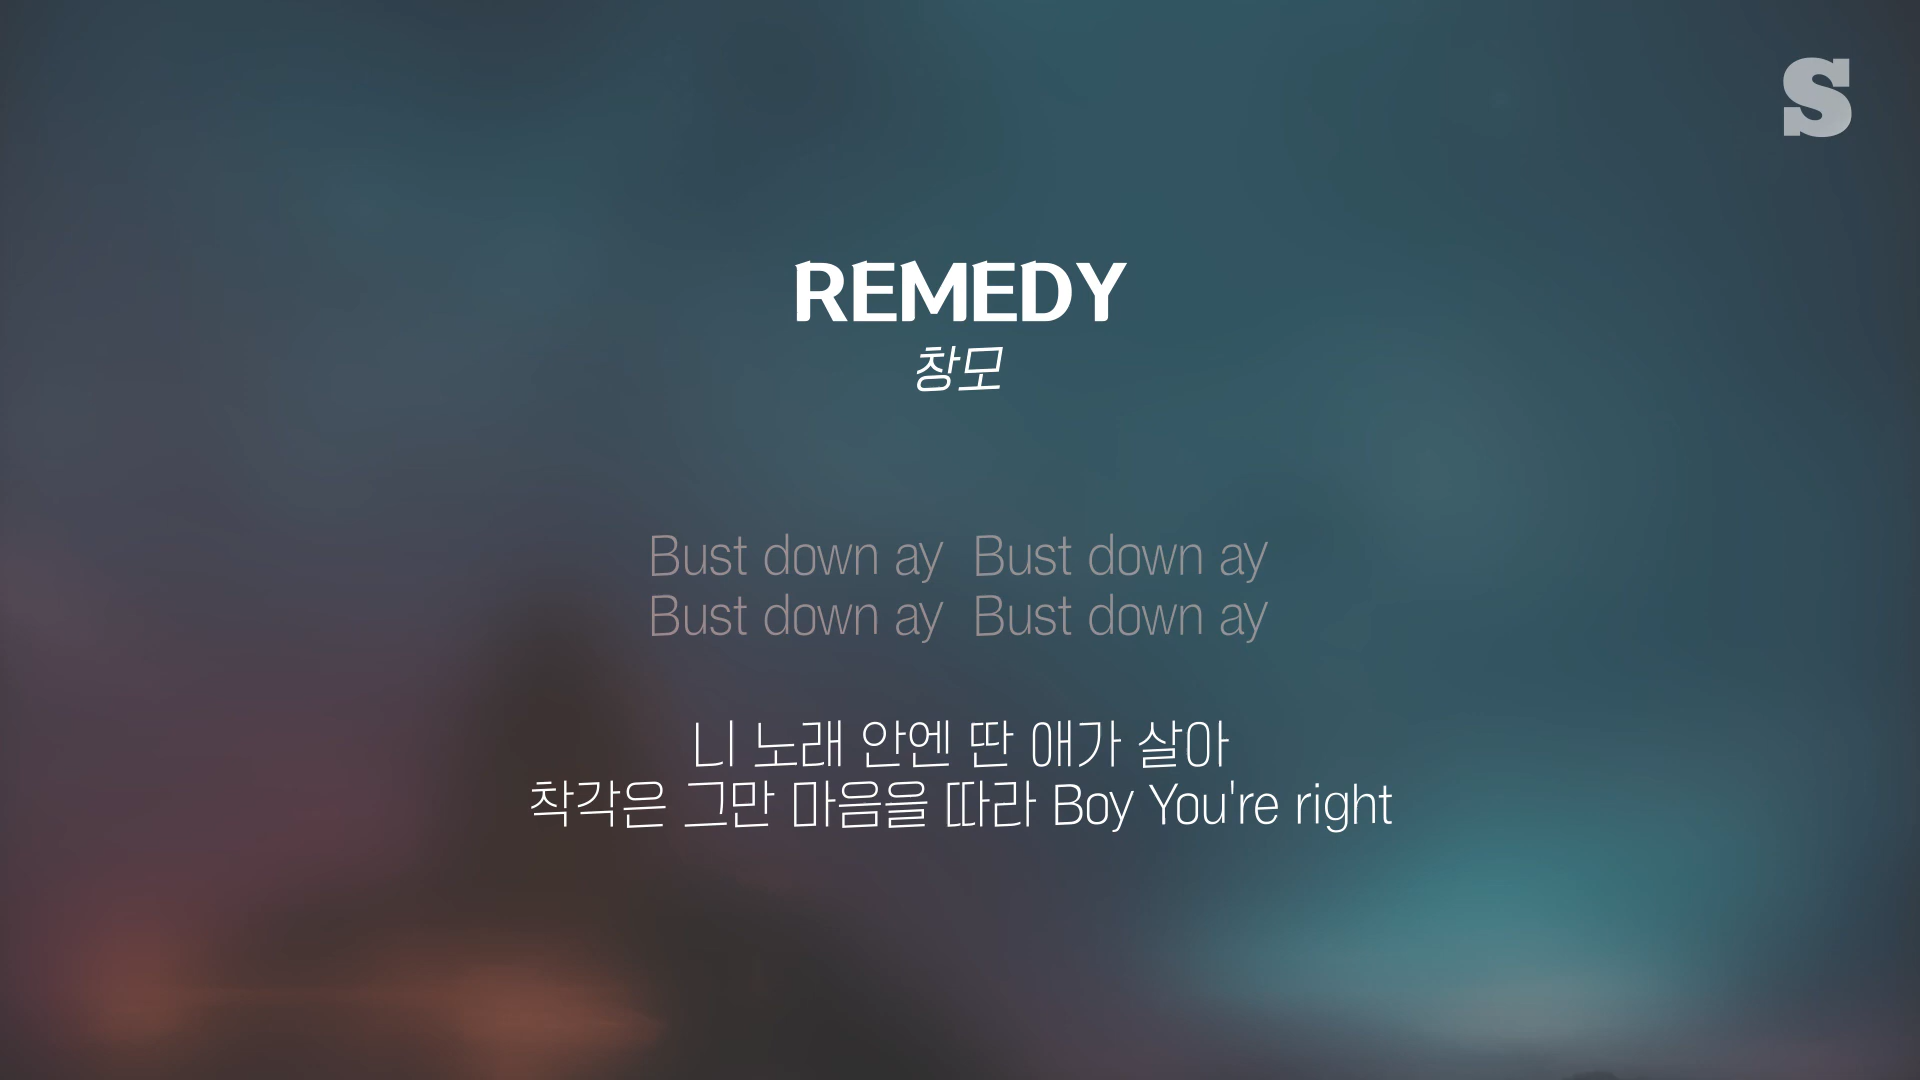 S
REMEDY
창모
Bust down ay  Bust down ay
Bust down ay  Bust down ay
니 노래 안엔 딴 애가 살아
착각은 그만 마음을 따라 Boy You're right